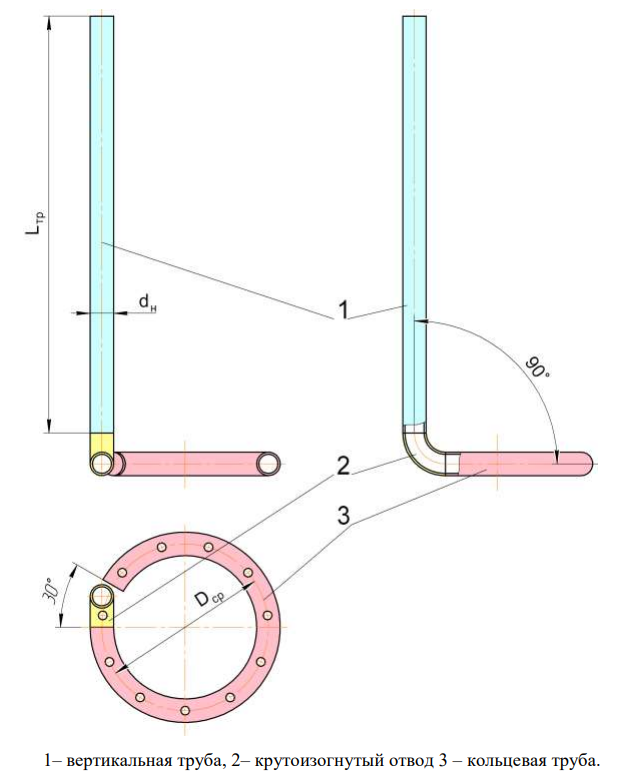 Lтр
dн
1
90°
2
3
30°
Dср
1– вертикальная труба, 2– крутоизогнутый отвод 3 – кольцевая труба.